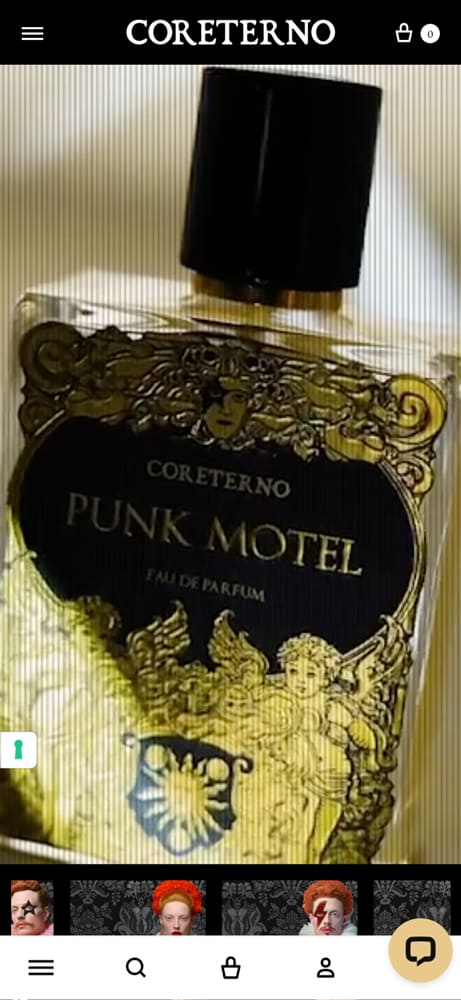 CORETERNO
0
CORETERNO
PUNK MOTEL
EAU DE PARFUM